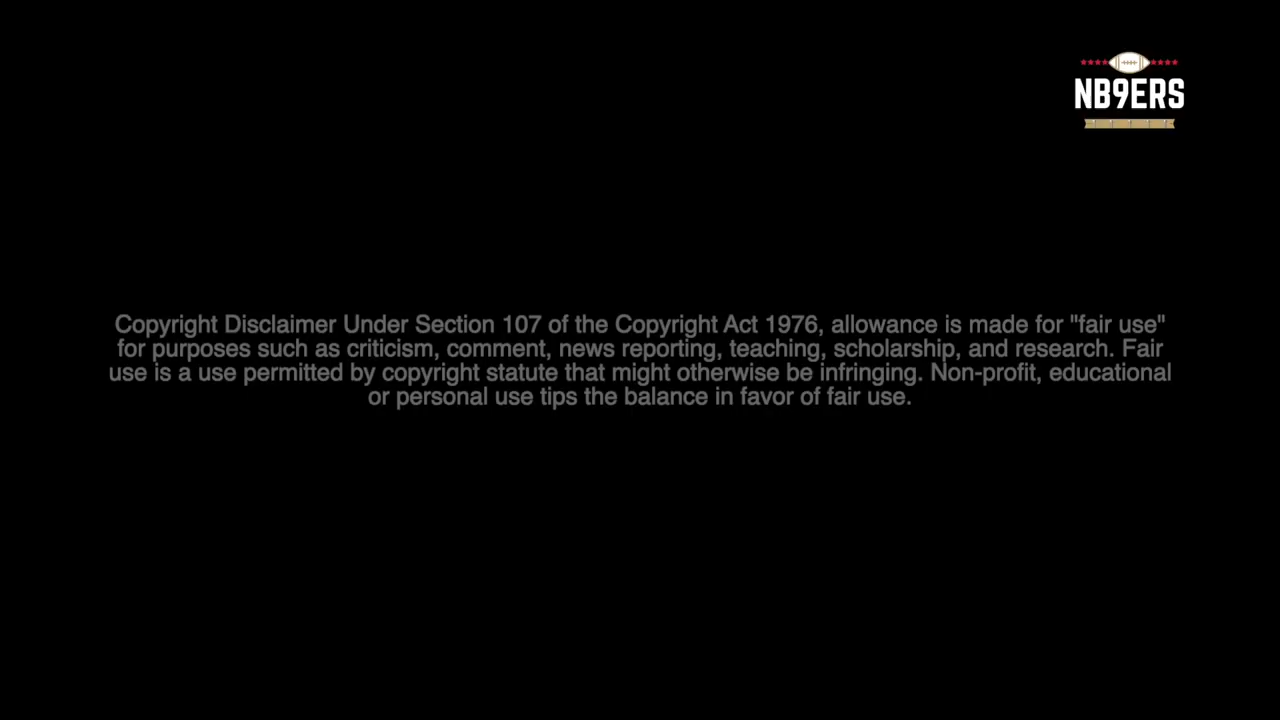 NB9ERS
Copyright Disclaimer Under Section 107 of the Copyright Act 1976, allowance is made for "fair use"
for purposes such as criticism, comment, news reporting, teaching, scholarship, and research. Fair
use is a use permitted by copyright statute that might otherwise be infringing. Non-profit, educational
or personal use tips the balance in favor of fair use.